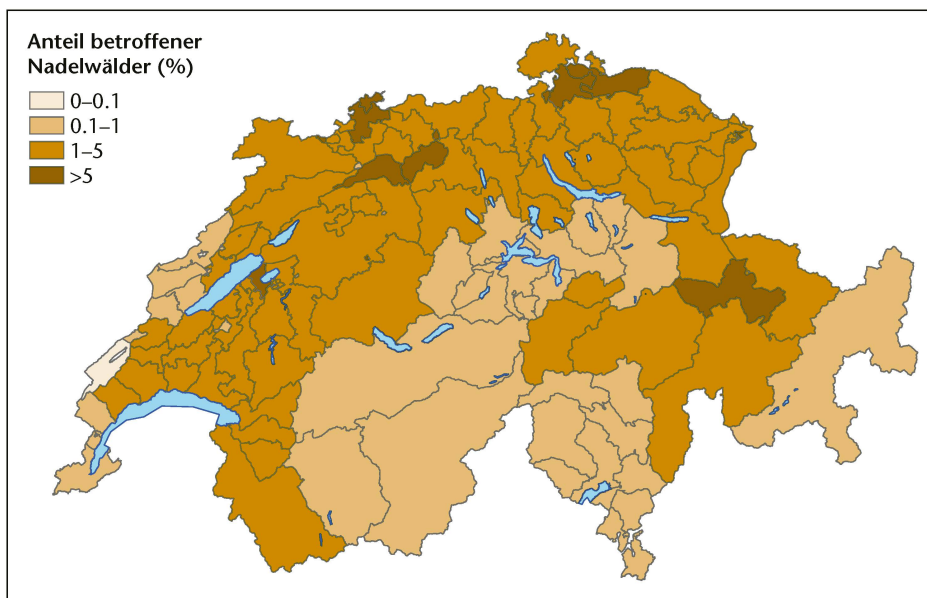 Anteil betroffener
Nadelwälder (%)
0–0.1
0.1–1
1–5
>5